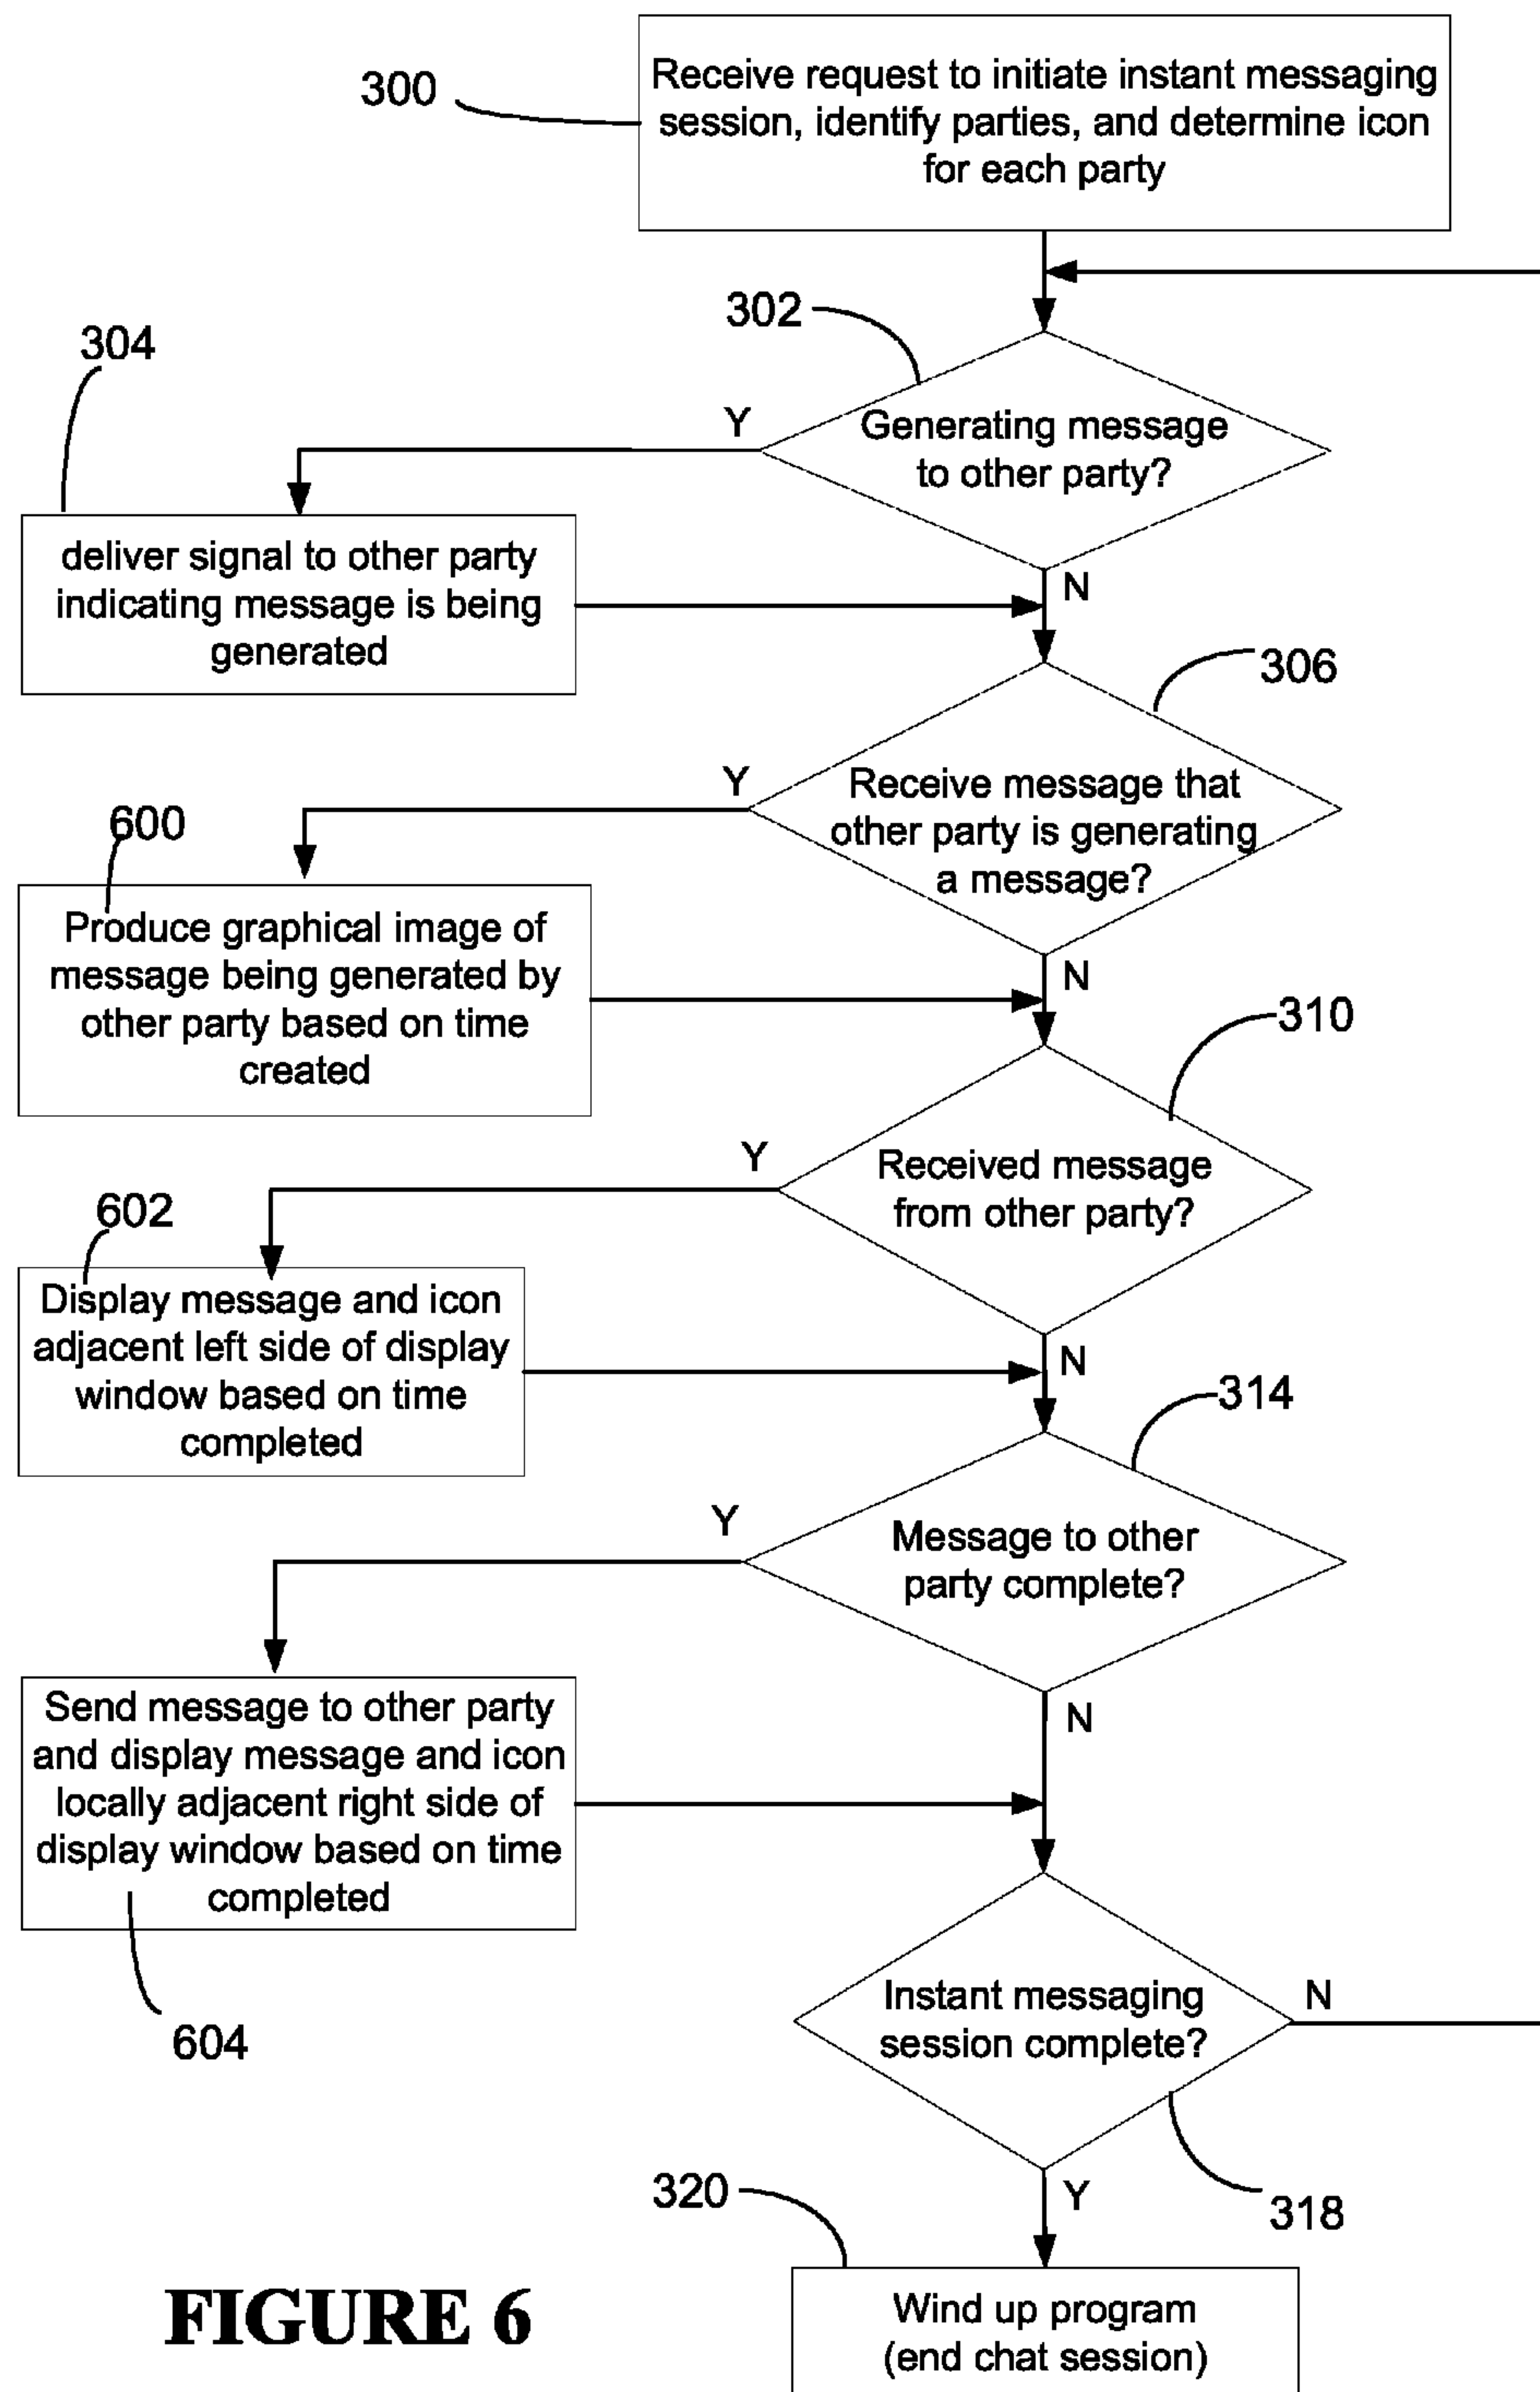 300
Receive request to initiate instant messaging
session, identify parties, and determine icon
for each party
302
304
Y
Generating message
to other party?
deliver signal to other party
indicating message is being
generated
N
306
Y
Receive message that
other party is generating
a message?
600
Produce graphical image of
message being generated by
other party based on time
created
N
310
Y
Received message
from other party?
602
Display message and icon
adjacent left side of display
window based on time
completed
N
314
Y
Message to other
party complete?
Send message to other party
and display message and icon
locally adjacent right side of
display window based on time
completed
N
604
Instant messaging
session complete?
N
318
Y
320
Wind up program
(end chat session)
FIGURE 6